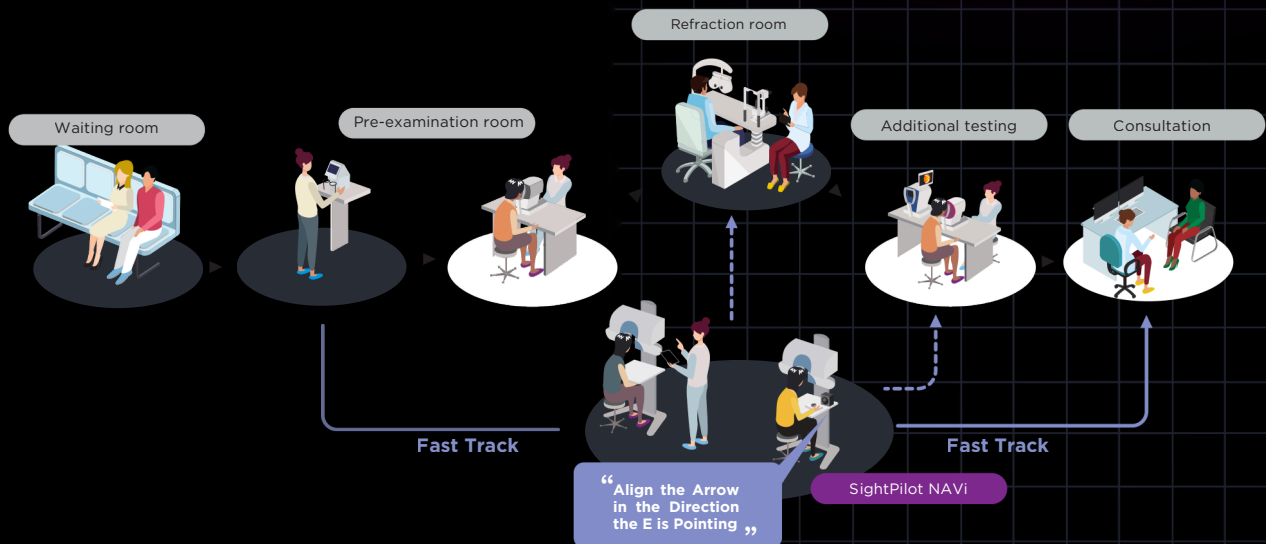 Refraction room
Waiting room
Pre-examination room
Additional testing
Consultation
Fast Track
Fast Track
SightPilot NAVi
“Align the Arrow
in the Direction
the E is Pointing„